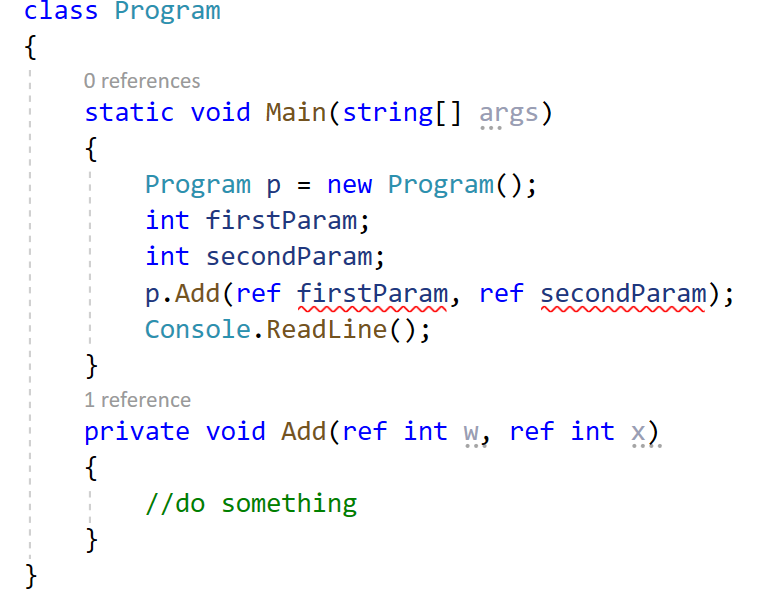 class Program
{
0 references
static void Main(string[] args)
{
Program p = new Program();
int firstParam;
int secondParam;
p.Add(ref firstParam, ref secondParam);
Console.ReadLine();
}
1 reference
private void Add(ref int w, ref int x)
{
//do something
}
}